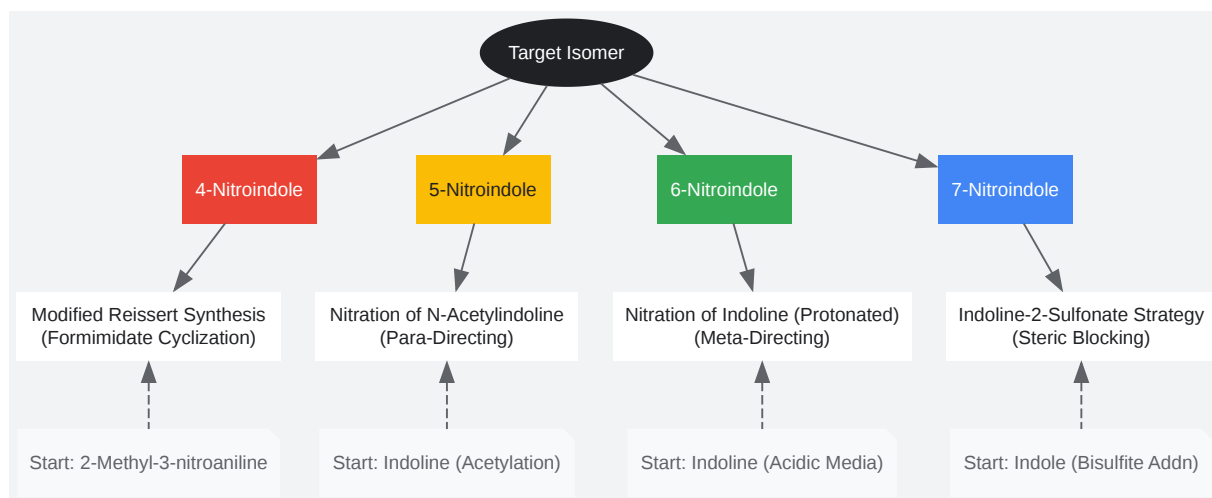 Target Isomer
4-Nitroindole
5-Nitroindole
6-Nitroindole
7-Nitroindole
Modified Reissert Synthesis
(Formimidate Cyclization)
Nitration of N-Acetylindoline
(Para-Directing)
Nitration of Indoline (Protonated)
(Meta-Directing)
Indoline-2-Sulfonate Strategy
(Steric Blocking)
Start: 2-Methyl-3-nitroaniline
Start: Indoline (Acetylation)
Start: Indoline (Acidic Media)
Start: Indole (Bisulfite Addn)